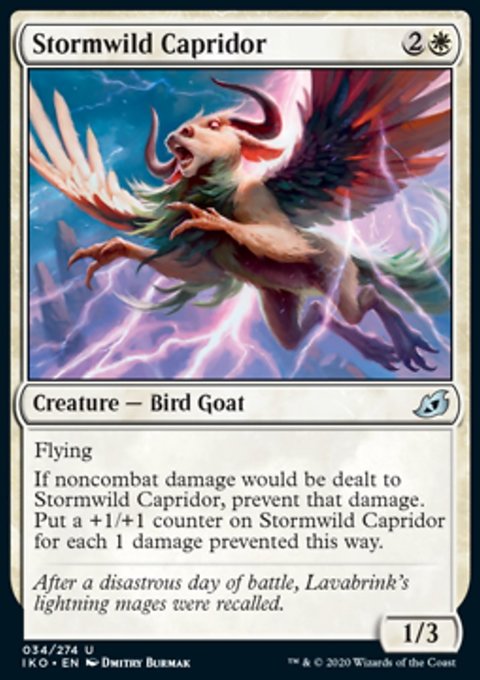 Stormwild Capridor 2
Creature — Bird Goat
Flying
If noncombat damage would be dealt to
Stormwild Capridor, prevent that damage.
Put a +1/+1 counter on Stormwild Capridor
for each 1 damage prevented this way.
After a disastrous day of battle, Lavabrink's
lightning mages were recalled.
1/3
034/274 U
IKO • EN Dmitry Burmak
™ & © 2020 Wizards of the Coast